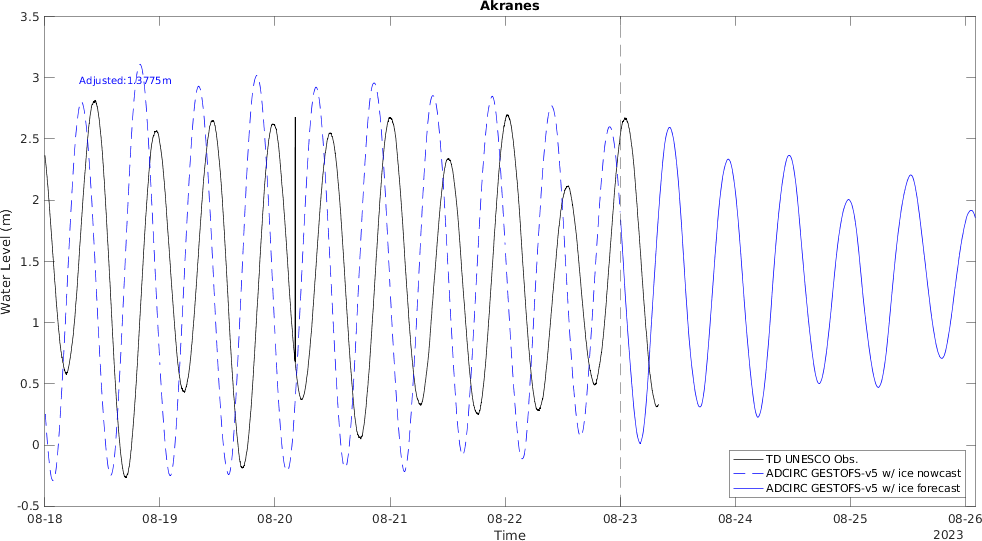 Akranes
Adjusted:1.3775m
Water Level (m)
3.5
3
2.5
2
1.5
1
0.5
0
-0.5
08-18
08-19
08-20
08-21
08-22
08-23
08-24
08-25
08-26
Time
2023
TD UNESCO Obs.
ADCIRC GESTOFS-v5 w/ ice nowcast
ADCIRC GESTOFS-v5 w/ ice forecast